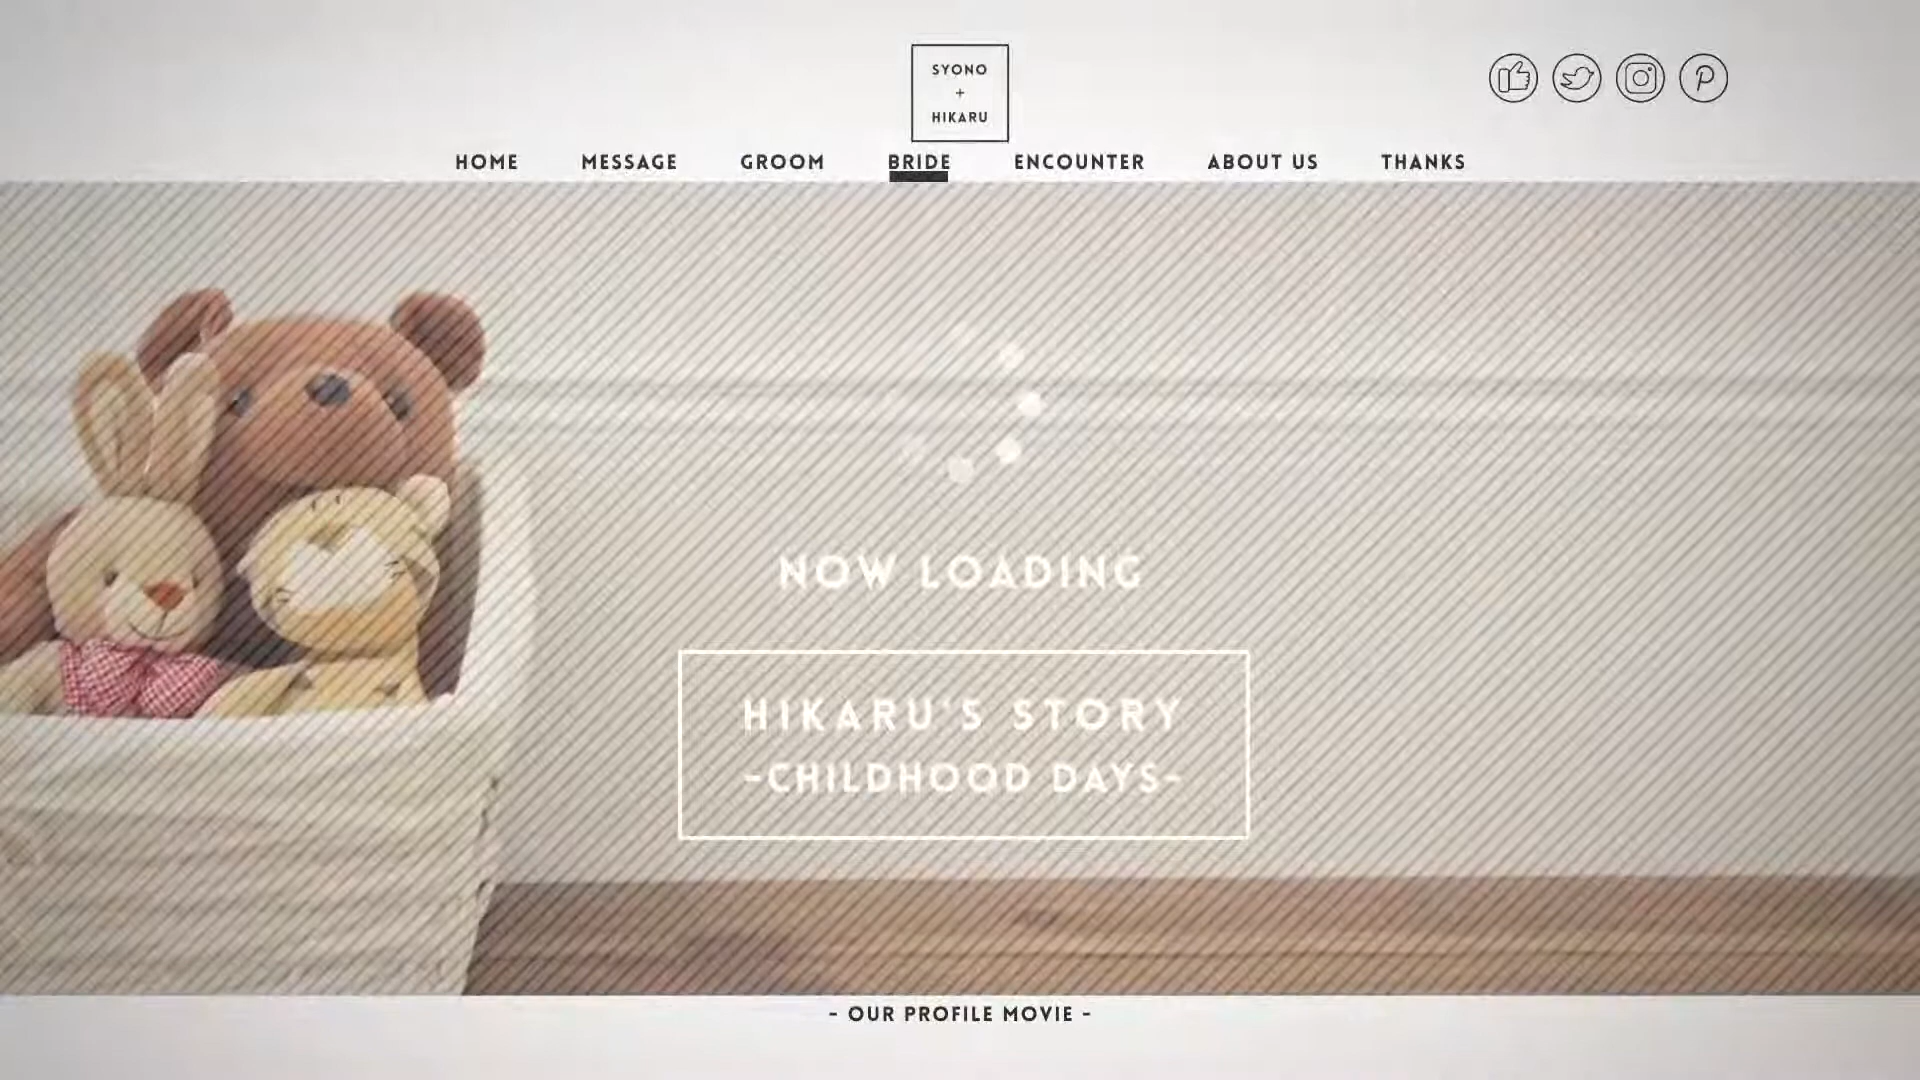 SYONO
+
HIKARU
HOME MESSAGE GROOM BRIDE ENCOUNTER ABOUT US THANKS
NOW LOADING
HIKARU'S STORY
-CHILDHOOD DAYS-
- OUR PROFILE MOVIE -